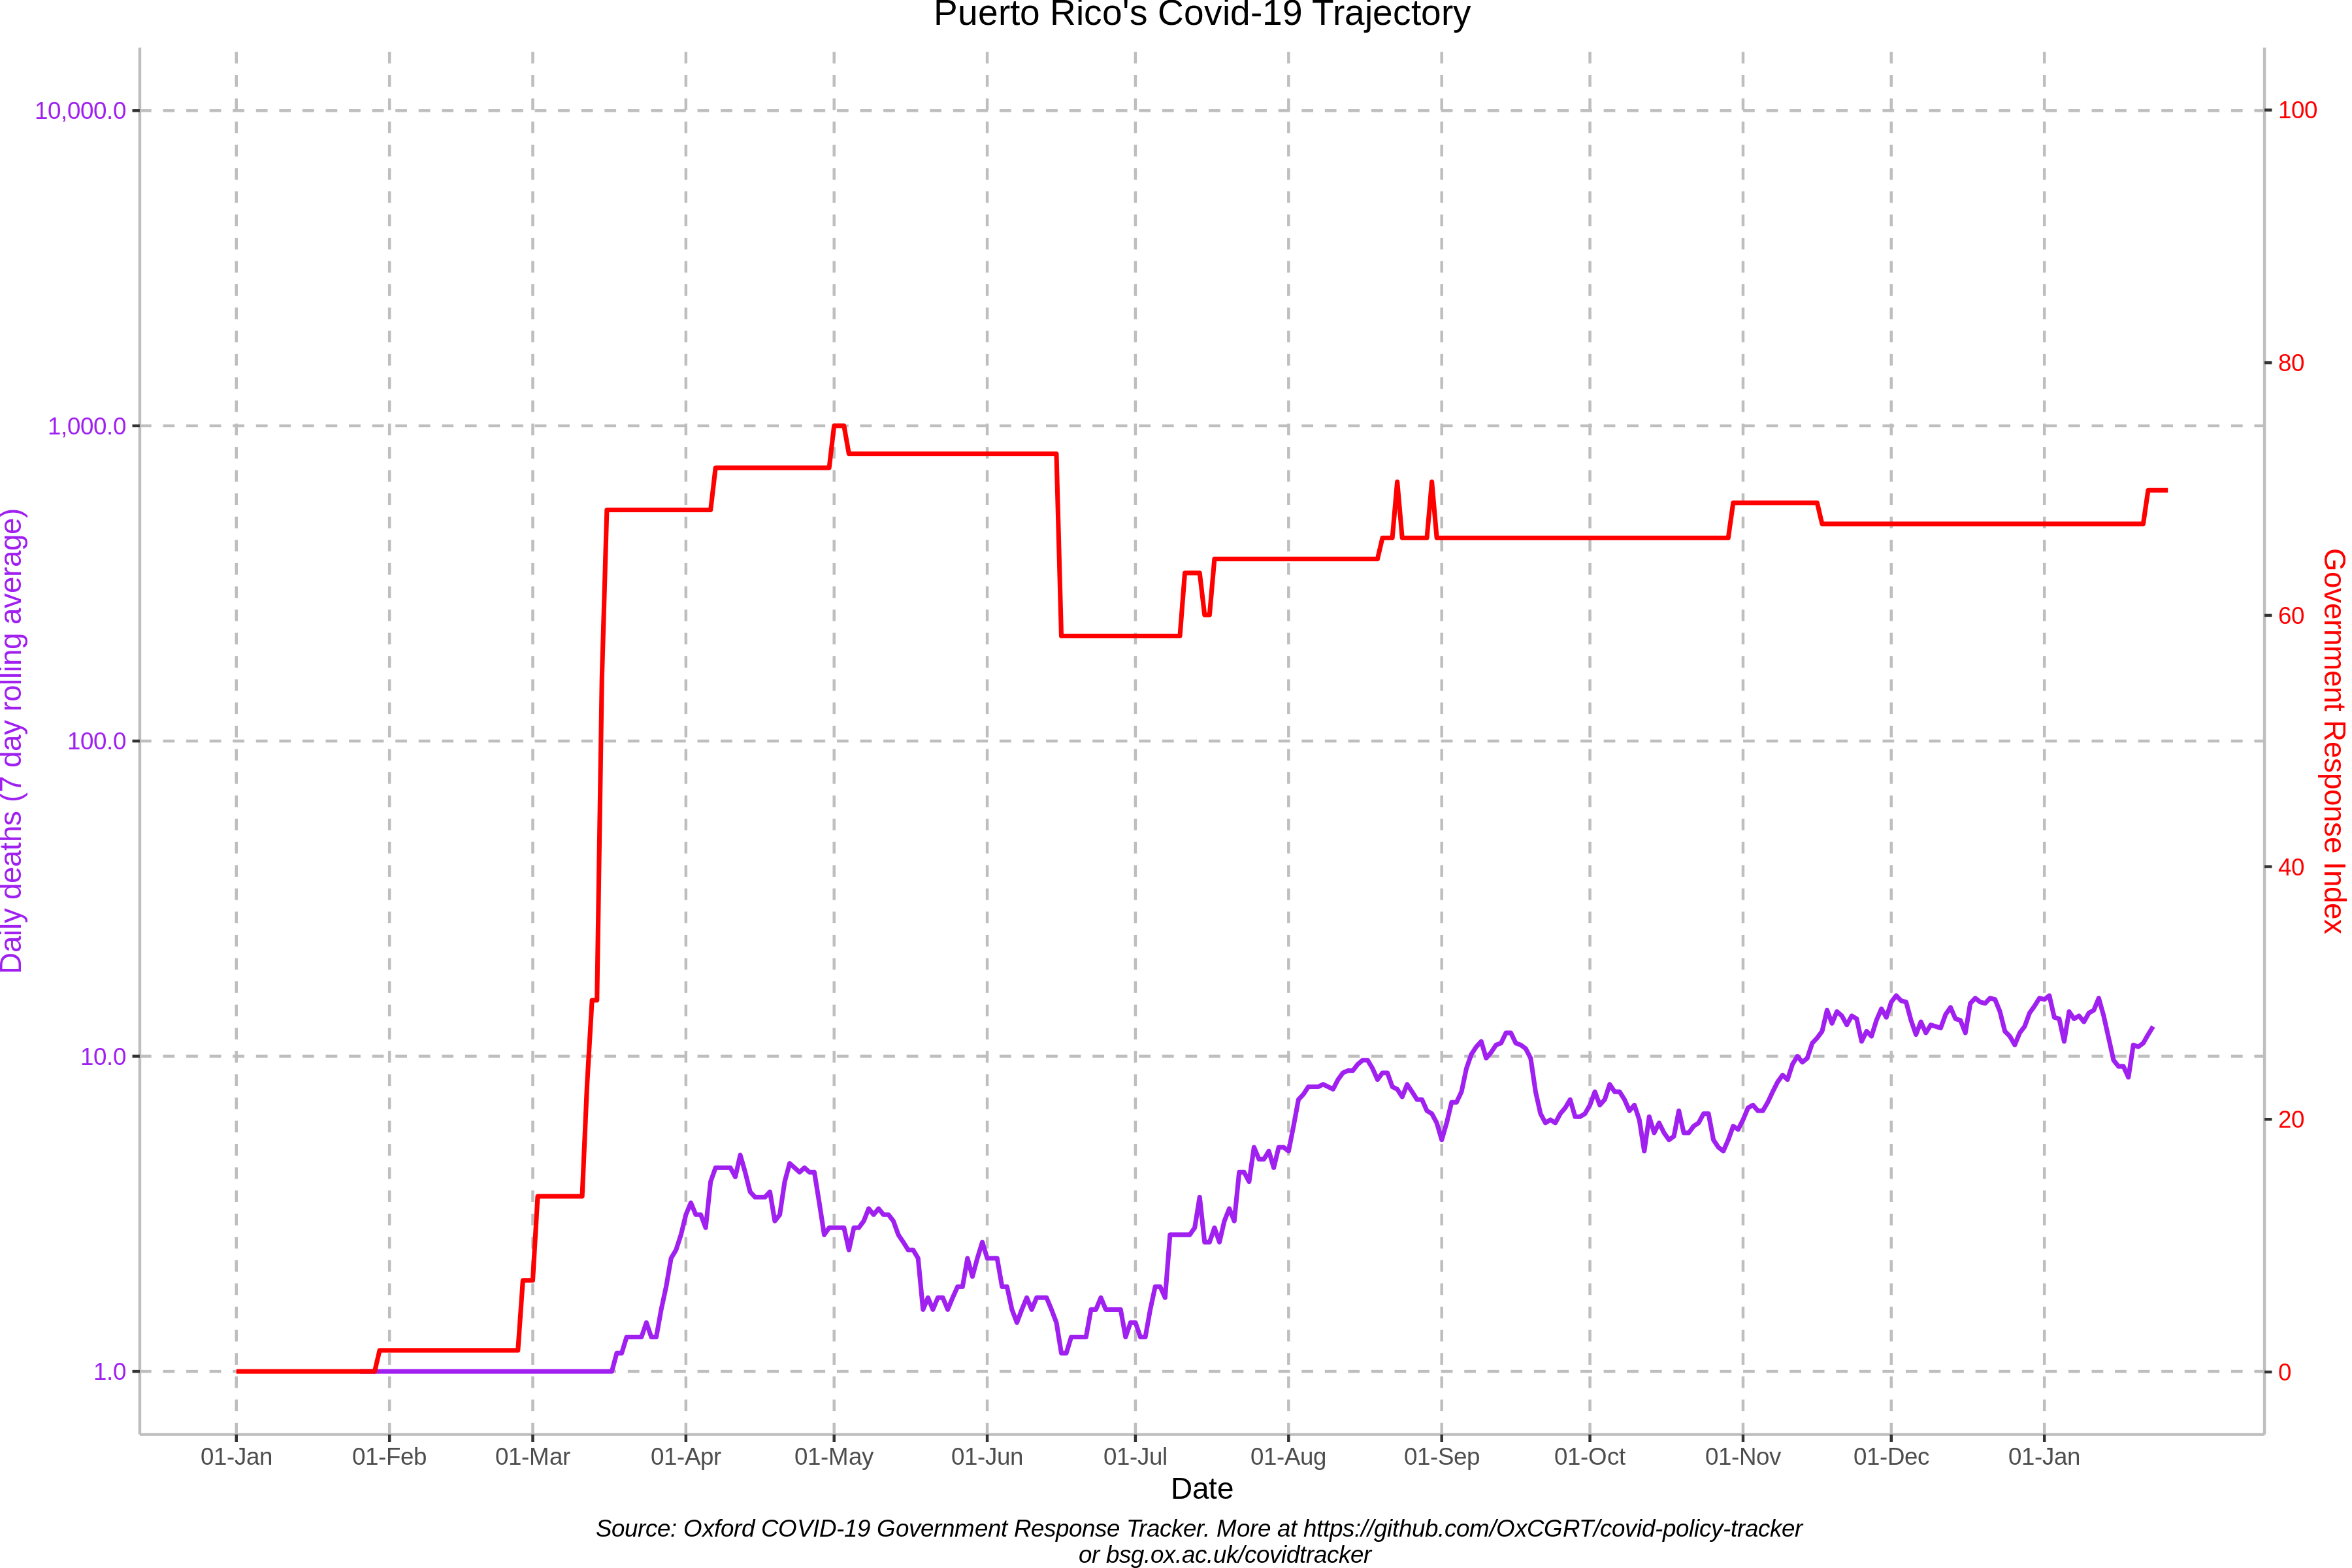 Puerto Rico's Covid-19 Trajectory
10,000.0
1,000.0
100.0
10.0
1.0
Daily deaths (7 day rolling average)
100
80
60
40
20
0
Government Response Index
01-Jan 01-Feb 01-Mar 01-Apr 01-May 01-Jun 01-Jul 01-Aug 01-Sep 01-Oct 01-Nov 01-Dec 01-Jan
Date
Source: Oxford COVID-19 Government Response Tracker. More at https://github.com/OxCGRT/covid-policy-tracker
or bsg.ox.ac.uk/covidtracker